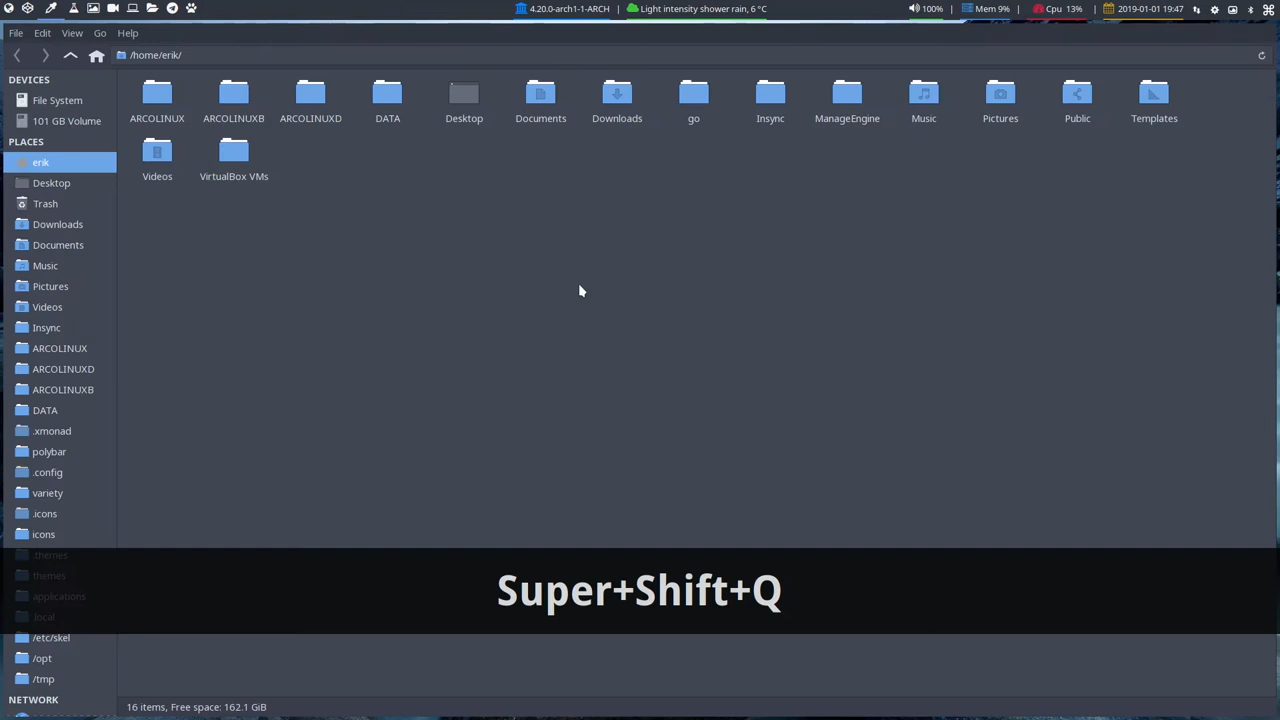 4.20.0-arch1-1-ARCH | Light intensity shower rain, 6 °C
100% | Mem 9% | Cpu 13% | 2019-01-01 19:47
File Edit View Go Help
/home/erik/
DEVICES
File System
101 GB Volume
PLACES
erik
Desktop
Trash
Downloads
Documents
Music
Pictures
Videos
Insync
ARCOLINUX
ARCOLINUXD
ARCOLINUXB
DATA
.xmonad
polybar
.config
variety
.icons
icons
.themes
themes
applications
.local
/etc/skel
/opt
/tmp
NETWORK
ARCOLINUX ARCOLINUXB ARCOLINUXD DATA Desktop Documents Downloads go Insync ManageEngine Music Pictures Public Templates
Videos VirtualBox VMs
Super+Shift+Q
16 items, Free space: 162.1 GiB